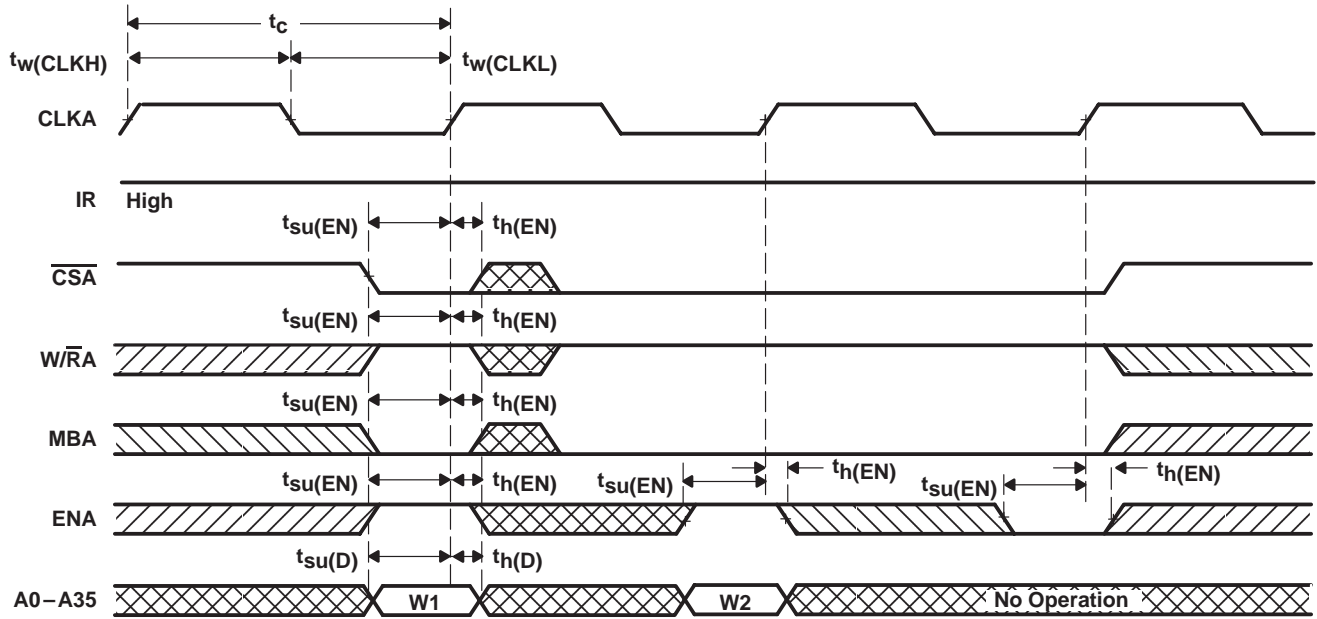 tc
tw(CLKH) tw(CLKL)
CLKA
IR High
tsu(EN) th(EN)
C̅S̅A̅
tsu(EN) th(EN)
W/R̅A
tsu(EN) th(EN)
MBA
tsu(EN) th(EN) tsu(EN) th(EN) tsu(EN) th(EN)
ENA
tsu(D) th(D)
A0–A35 W1 W2 No Operation